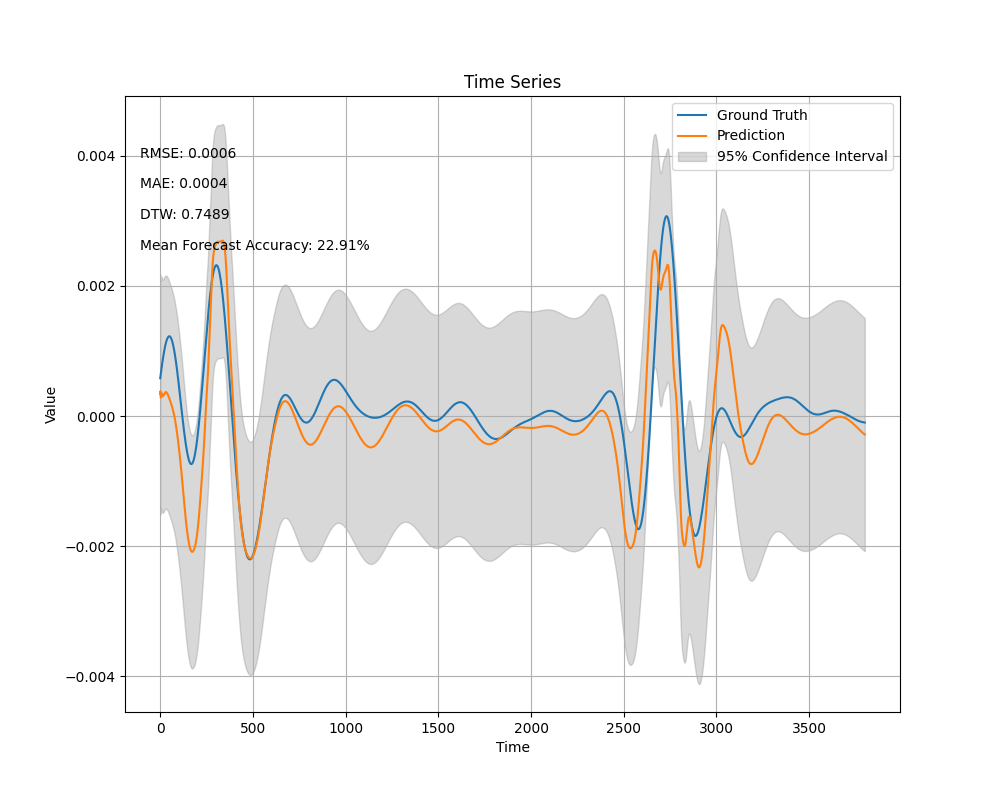 Time Series
Ground Truth
Prediction
95% Confidence Interval
RMSE: 0.0006
MAE: 0.0004
DTW: 0.7489
Mean Forecast Accuracy: 22.91%
0.004
0.002
0.000
−0.002
−0.004
Value
0 500 1000 1500 2000 2500 3000 3500
Time